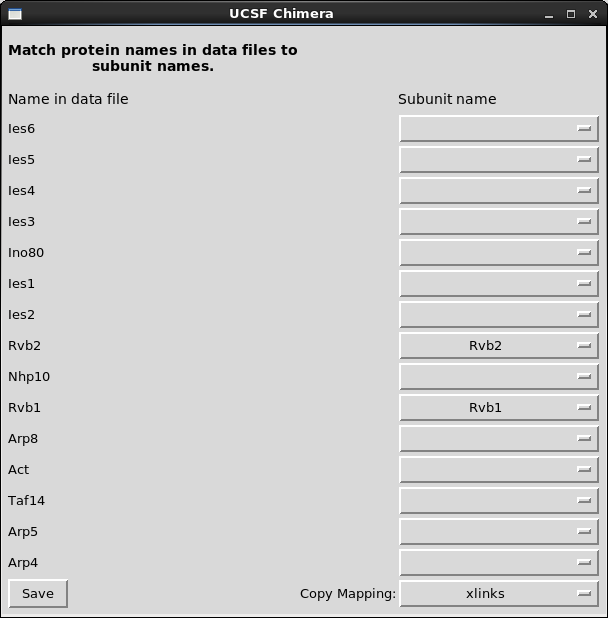 UCSF Chimera
Match protein names in data files to
subunit names.
Name in data file Subunit name
Ies6
Ies5
Ies4
Ies3
Ino80
Ies1
Ies2
Rvb2 Rvb2
Nhp10
Rvb1 Rvb1
Arp8
Act
Taf14
Arp5
Arp4
Save Copy Mapping: xlinks